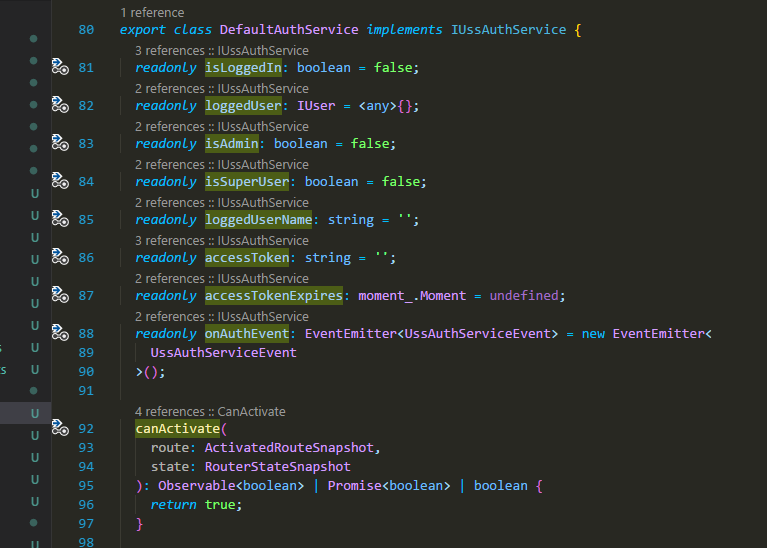 1 reference
80 export class DefaultAuthService implements IUssAuthService {
3 references :: IUssAuthService
81 readonly isLoggedIn: boolean = false;
2 references :: IUssAuthService
82 readonly loggedUser: IUser = <any>{};
2 references :: IUssAuthService
83 readonly isAdmin: boolean = false;
2 references :: IUssAuthService
84 readonly isSuperUser: boolean = false;
2 references :: IUssAuthService
85 readonly loggedUserName: string = '';
3 references :: IUssAuthService
86 readonly accessToken: string = '';
2 references :: IUssAuthService
87 readonly accessTokenExpires: moment_.Moment = undefined;
2 references :: IUssAuthService
88 readonly onAuthEvent: EventEmitter<UssAuthServiceEvent> = new EventEmitter<
89 UssAuthServiceEvent
90 >();
91
4 references :: CanActivate
92 canActivate(
93 route: ActivatedRouteSnapshot,
94 state: RouterStateSnapshot
95 ): Observable<boolean> | Promise<boolean> | boolean {
96 return true;
97 }
98
U
U
U
U
U
U
U
U
s U
ts U
U
U
U
U
U
U